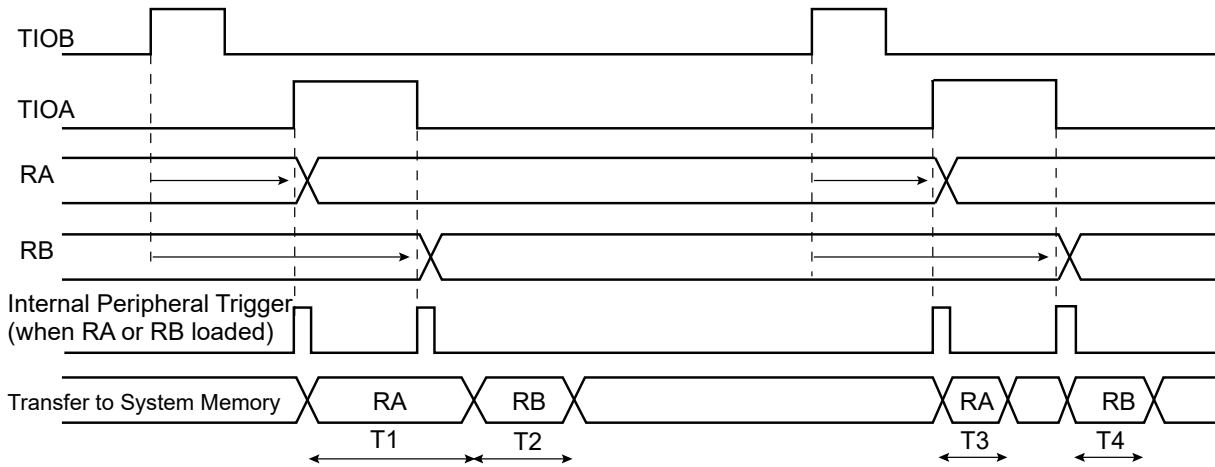 TIOB
TIOA
RA
RB
Internal Peripheral Trigger
(when RA or RB loaded)
Transfer to System Memory
RA
RB
RA
RB
T1
T2
T3
T4